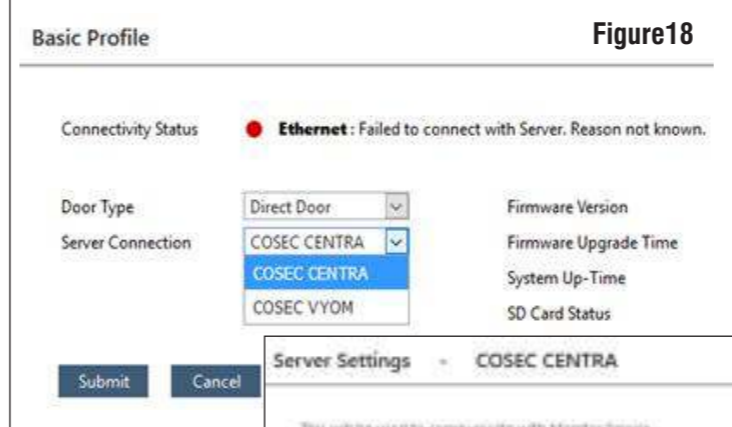 Basic Profile
Figure18
Connectivity Status
Ethernet : Failed to connect with Server. Reason not known.
Door Type
Direct Door
Firmware Version
Server Connection
COSEC CENTRA
Firmware Upgrade Time
COSEC CENTRA
System Up-Time
COSEC VYOM
SD Card Status
Submit
Cancel
Server Settings - COSEC CENTRA